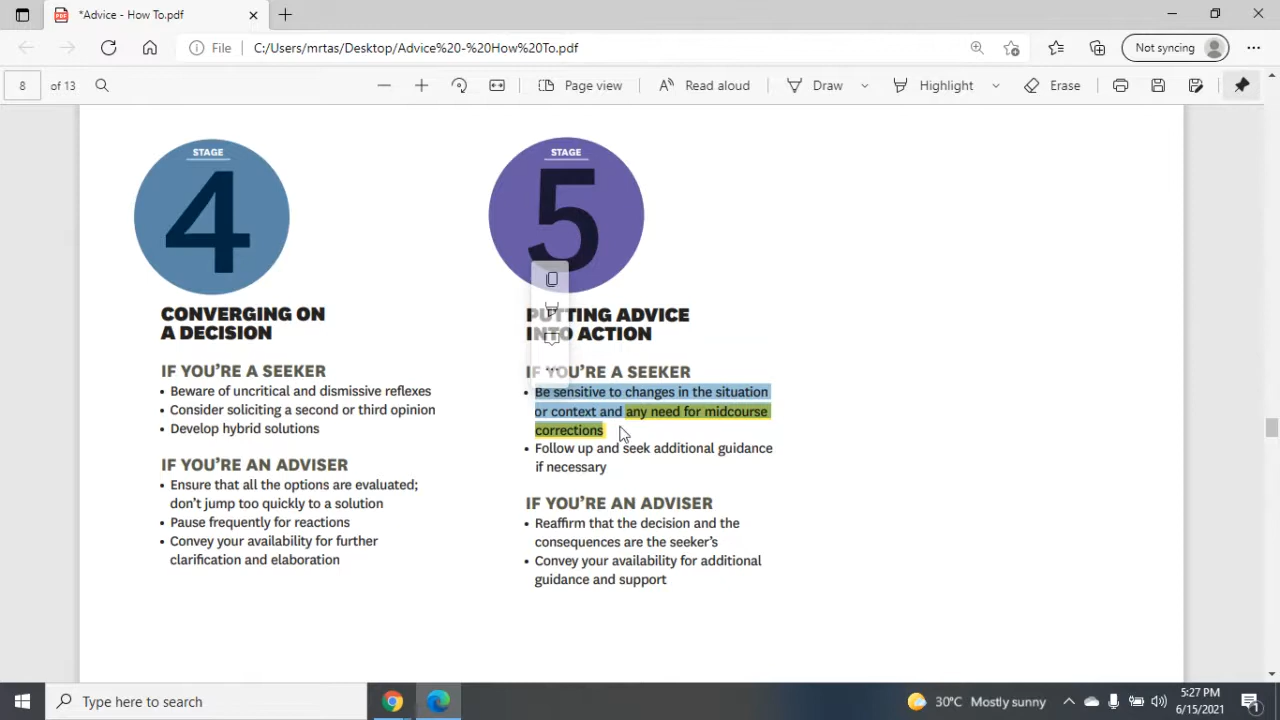 *Advice - How To.pdf
File
C:/Users/mrtas/Desktop/Advice%20-%20How%20To.pdf
Not syncing
8 of 13
Page view
Read aloud
Draw
Highlight
Erase
STAGE
4
CONVERGING ON
A DECISION
IF YOU'RE A SEEKER
• Beware of uncritical and dismissive reflexes
• Consider soliciting a second or third opinion
• Develop hybrid solutions
IF YOU'RE AN ADVISER
• Ensure that all the options are evaluated;
don't jump too quickly to a solution
• Pause frequently for reactions
• Convey your availability for further
clarification and elaboration
STAGE
5
PUTTING ADVICE
INTO ACTION
IF YOU'RE A SEEKER
• Be sensitive to changes in the situation
or context and any need for midcourse
corrections
• Follow up and seek additional guidance
if necessary
IF YOU'RE AN ADVISER
• Reaffirm that the decision and the
consequences are the seeker's
• Convey your availability for additional
guidance and support
Type here to search
30°C Mostly sunny
5:27 PM
6/15/2021
1